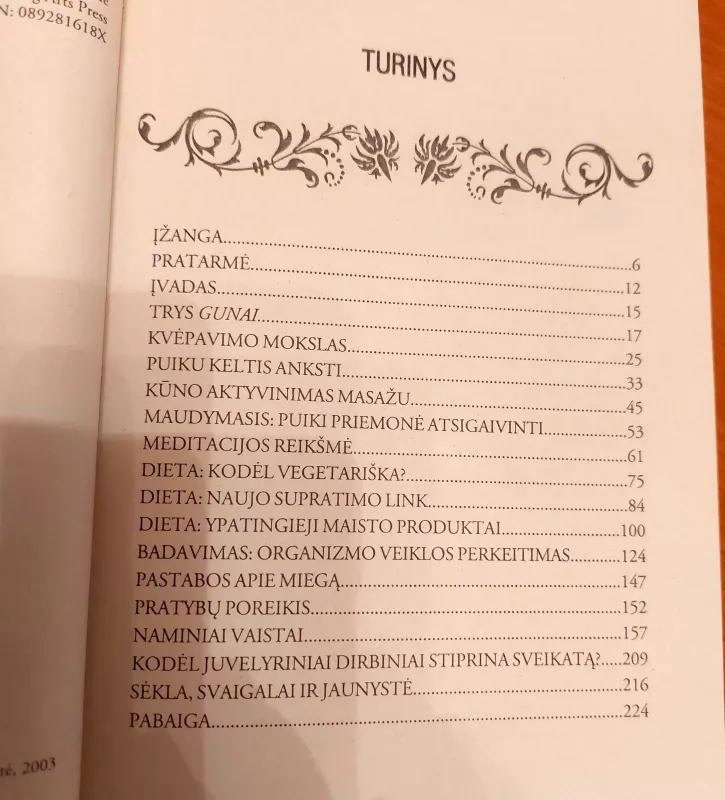 Press
N: 089281618X
TURINYS
ĮŽANGA....................6
PRATARMĖ....................12
ĮVADAS....................15
TRYS GUNAI....................17
KVĖPAVIMO MOKSLAS....................25
PUIKU KELTIS ANKSTI....................33
KŪNO AKTYVINIMAS MASAŽU....................45
MAUDYMASIS: PUIKI PRIEMONĖ ATSIGAIVINTI....................53
MEDITACIJOS REIKŠMĖ....................61
DIETA: KODĖL VEGETARIŠKA?....................75
DIETA: NAUJO SUPRATIMO LINK....................84
DIETA: YPATINGIEJI MAISTO PRODUKTAI....................100
BADAVIMAS: ORGANIZMO VEIKLOS PERKEITIMAS..........124
PASTABOS APIE MIEGĄ....................147
PRATYBŲ POREIKIS....................152
NAMINIAI VAISTAI....................157
KODĖL JUVELYRINIAI DIRBINIAI STIPRINA SVEIKATĄ?.....209
SĖKLA, SVAIGALAI IR JAUNYSTĖ....................216
PABAIGA....................224
2003